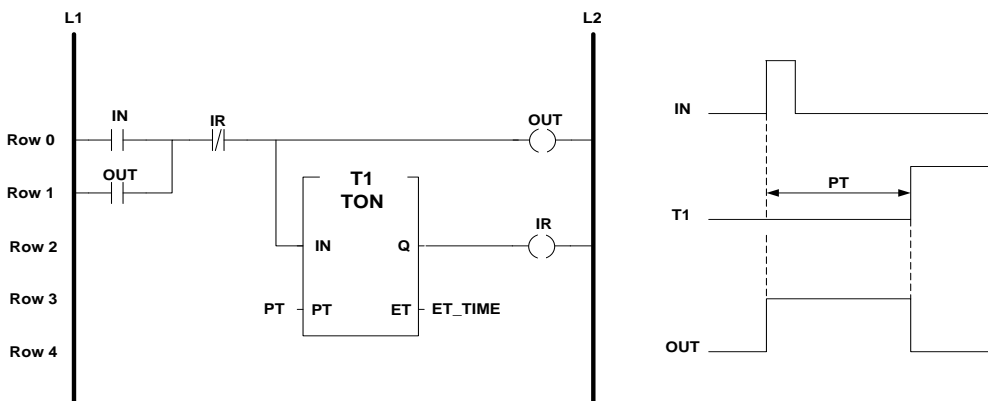 L1
L2
IN
IR
OUT
Row 0
OUT
Row 1
T1
TON
IR
Row 2
IN
Q
Row 3
PT
PT
ET
ET_TIME
Row 4
IN
PT
T1
OUT